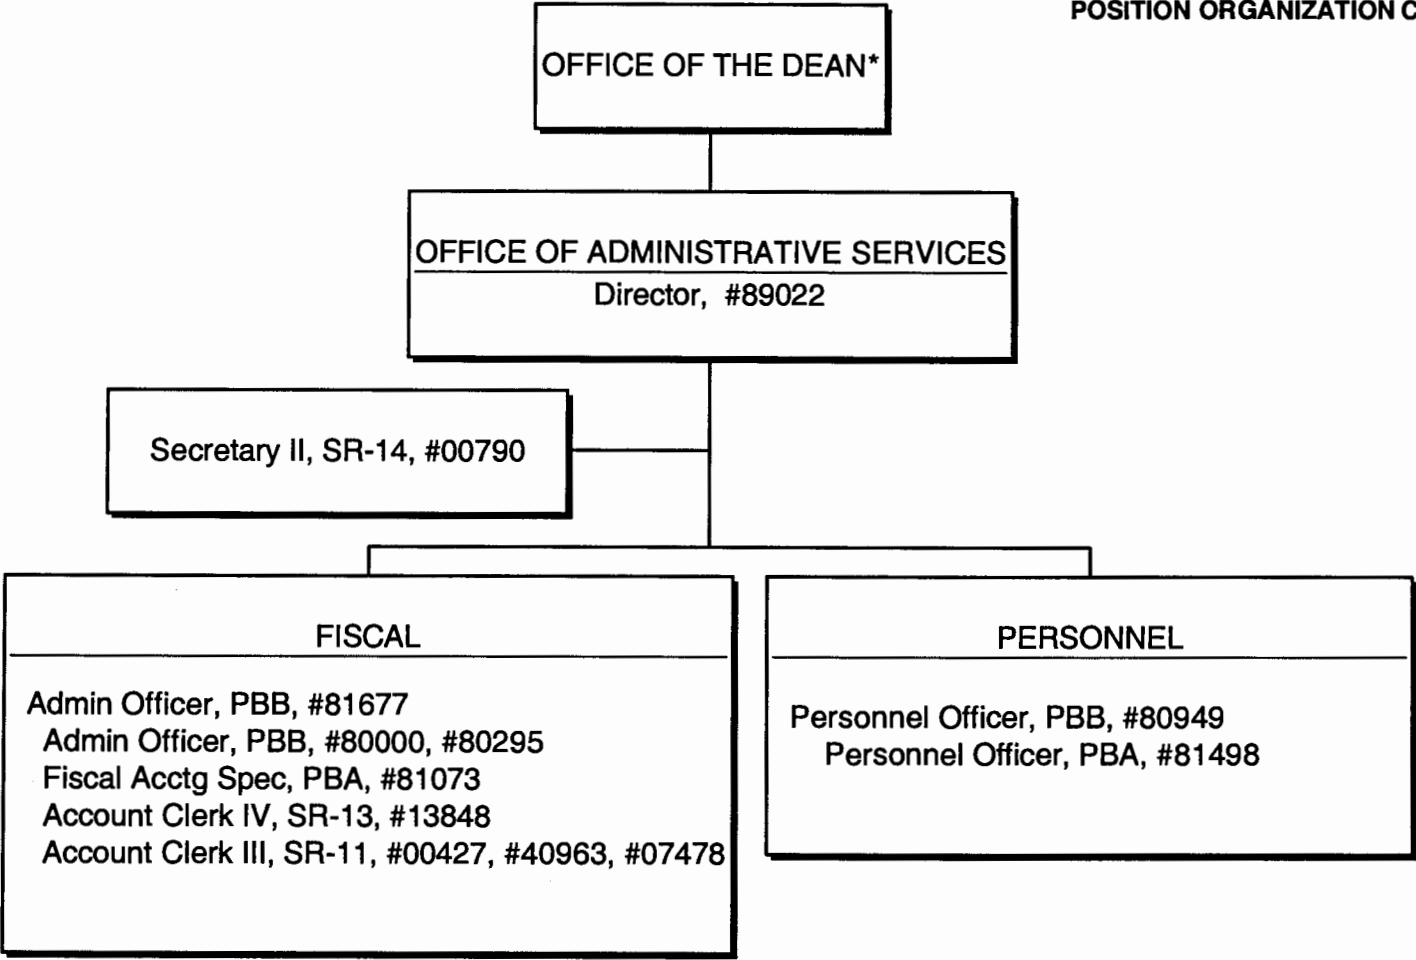 POSITION ORGANIZATION C
OFFICE OF THE DEAN*
OFFICE OF ADMINISTRATIVE SERVICES
Director, #89022
Secretary II, SR-14, #00790
FISCAL
Admin Officer, PBB, #81677
Admin Officer, PBB, #80000, #80295
Fiscal Acctg Spec, PBA, #81073
Account Clerk IV, SR-13, #13848
Account Clerk III, SR-11, #00427, #40963, #07478
PERSONNEL
Personnel Officer, PBB, #80949
Personnel Officer, PBA, #81498